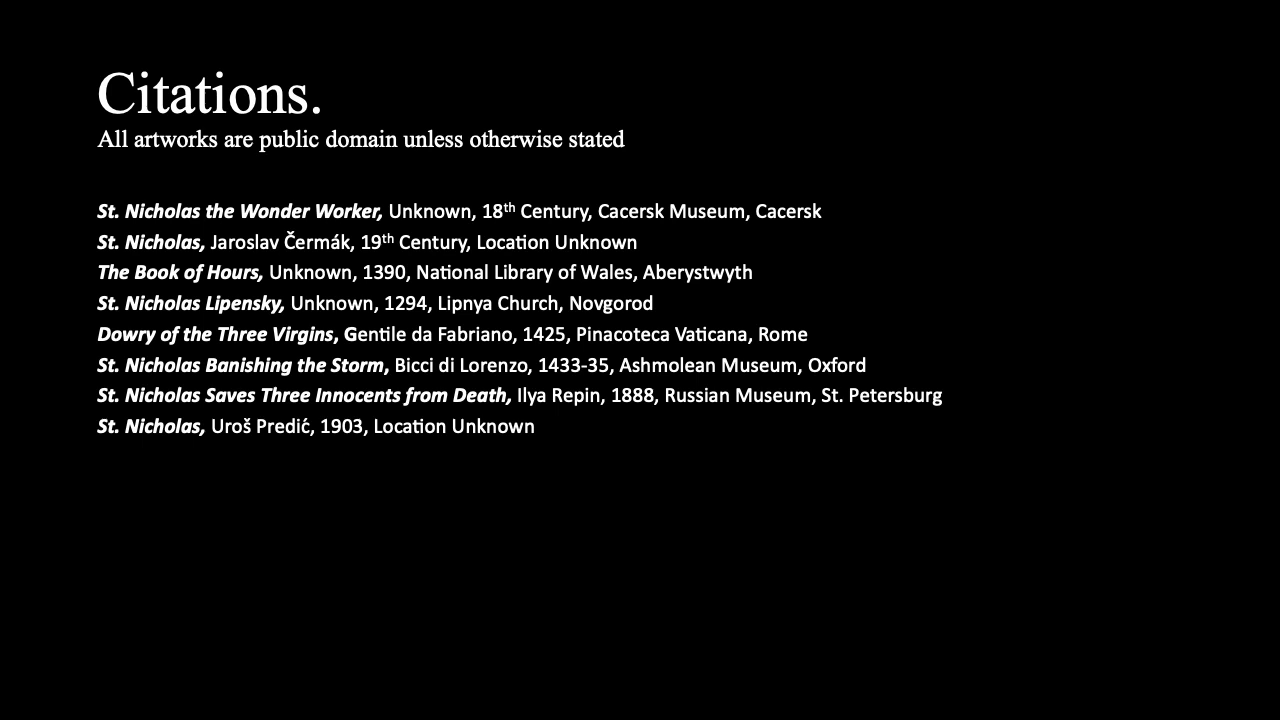 Citations.
All artworks are public domain unless otherwise stated
St. Nicholas the Wonder Worker, Unknown, 18th Century, Cacersk Museum, Cacersk
St. Nicholas, Jaroslav Čermák, 19th Century, Location Unknown
The Book of Hours, Unknown, 1390, National Library of Wales, Aberystwyth
St. Nicholas Lipensky, Unknown, 1294, Lipnya Church, Novgorod
Dowry of the Three Virgins, Gentile da Fabriano, 1425, Pinacoteca Vaticana, Rome
St. Nicholas Banishing the Storm, Bicci di Lorenzo, 1433-35, Ashmolean Museum, Oxford
St. Nicholas Saves Three Innocents from Death, Ilya Repin, 1888, Russian Museum, St. Petersburg
St. Nicholas, Uroš Predić, 1903, Location Unknown